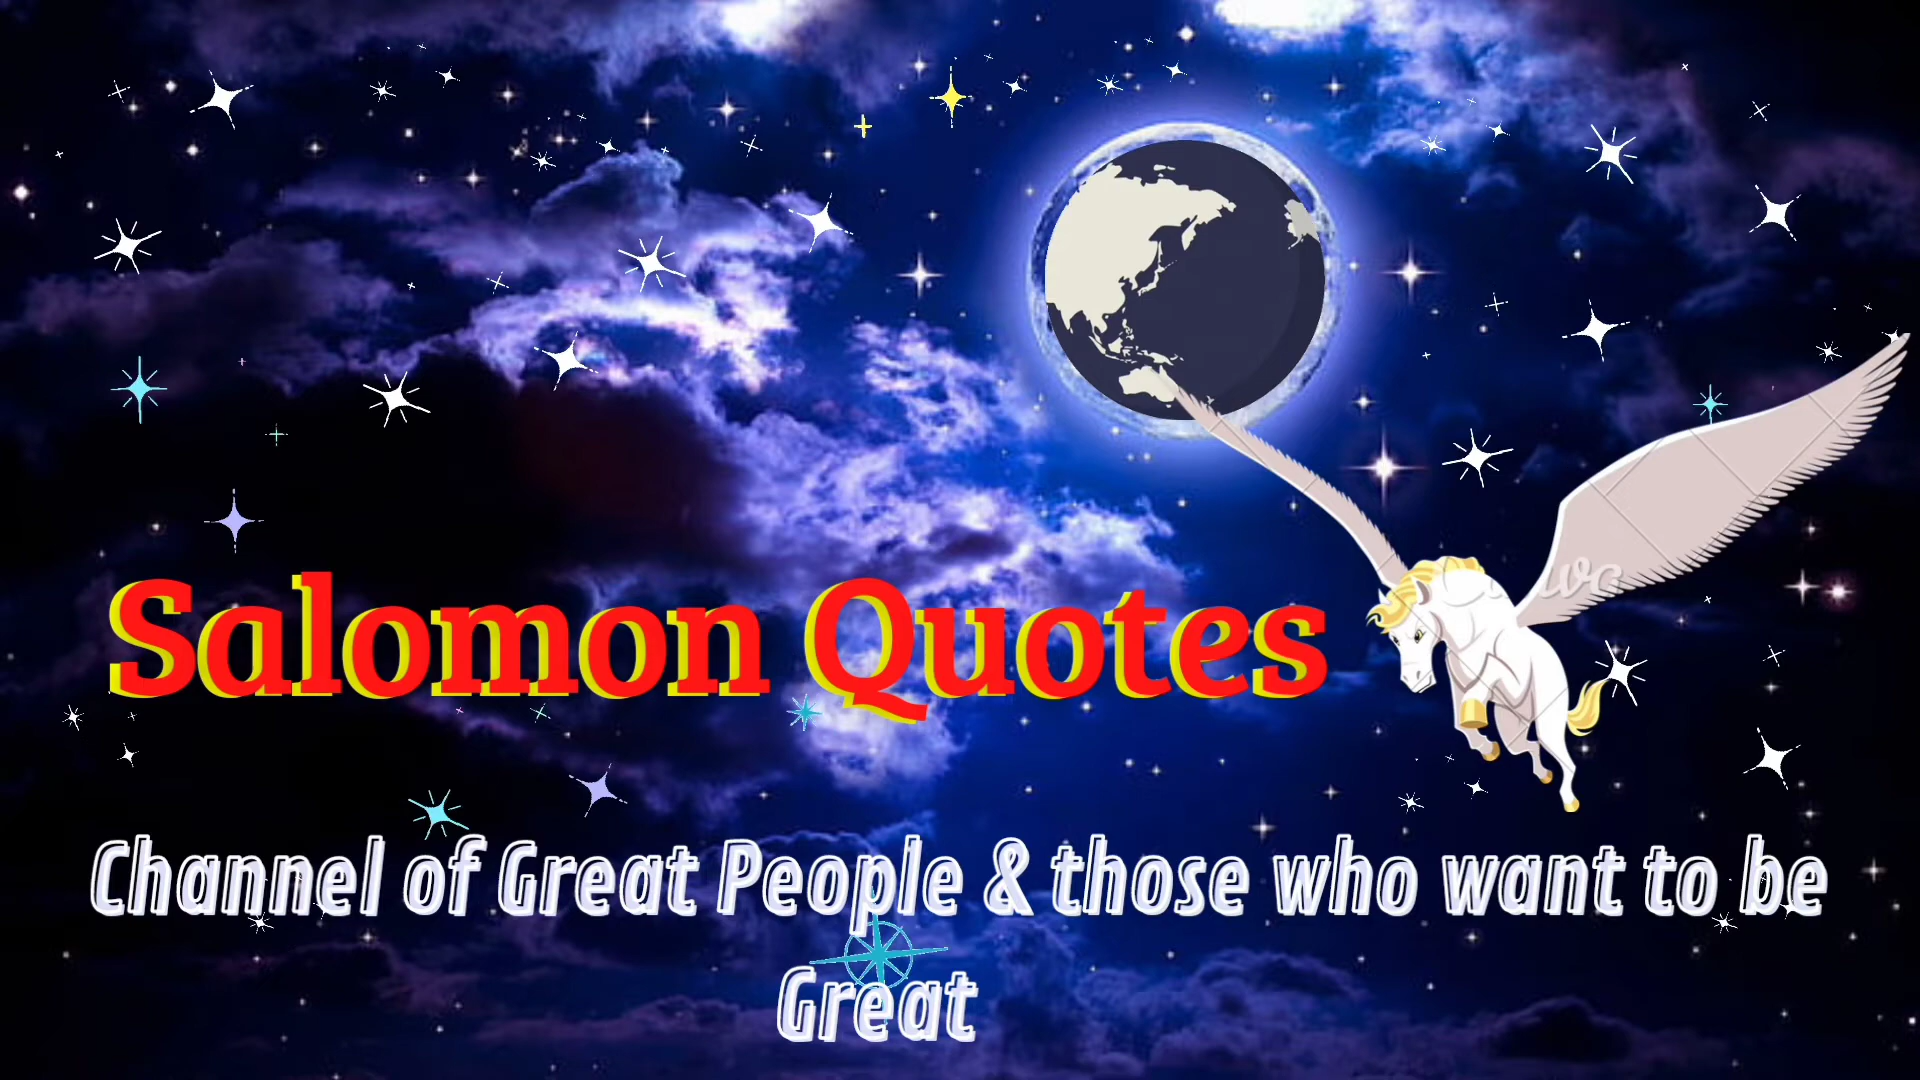 Salomon Quotes
Channel of Great People & those who want to be
Great